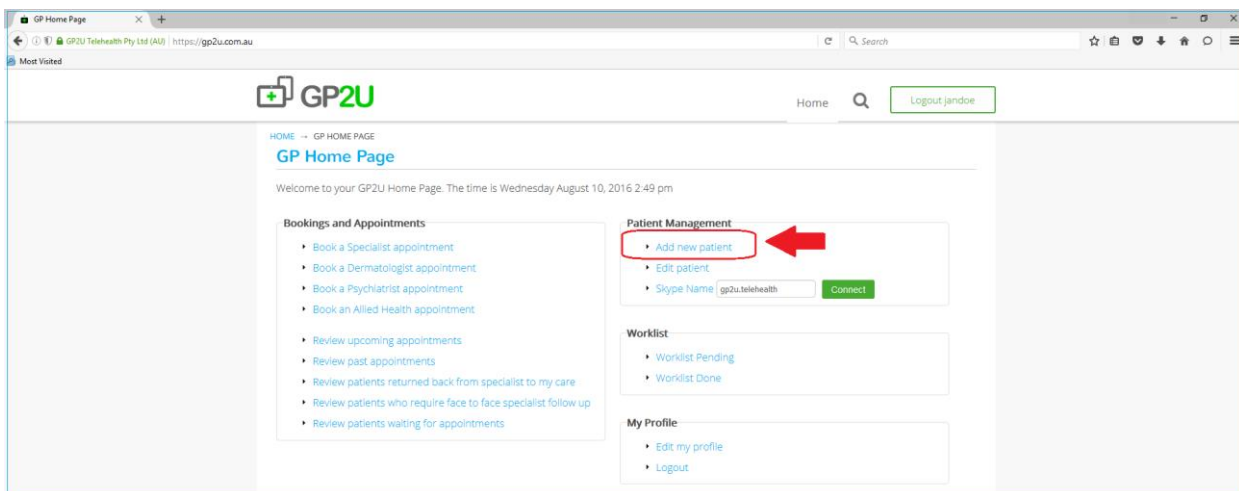 GP Home Page
GP2U Telehealth Pty Ltd (AU) https://gp2u.com.au
Search
Most Visited
GP2U
Home
Logout jandoe
HOME → GP HOME PAGE
GP Home Page
Welcome to your GP2U Home Page. The time is Wednesday August 10, 2016 2:49 pm
Bookings and Appointments
Book a Specialist appointment
Book a Dermatologist appointment
Book a Psychiatrist appointment
Book an Allied Health appointment
Review upcoming appointments
Review past appointments
Review patients returned back from specialist to my care
Review patients who require face to face specialist follow up
Review patients waiting for appointments
Patient Management
Add new patient
Edit patient
Skype Name gp2u.telehealth Connect
Worklist
Worklist Pending
Worklist Done
My Profile
Edit my profile
Logout